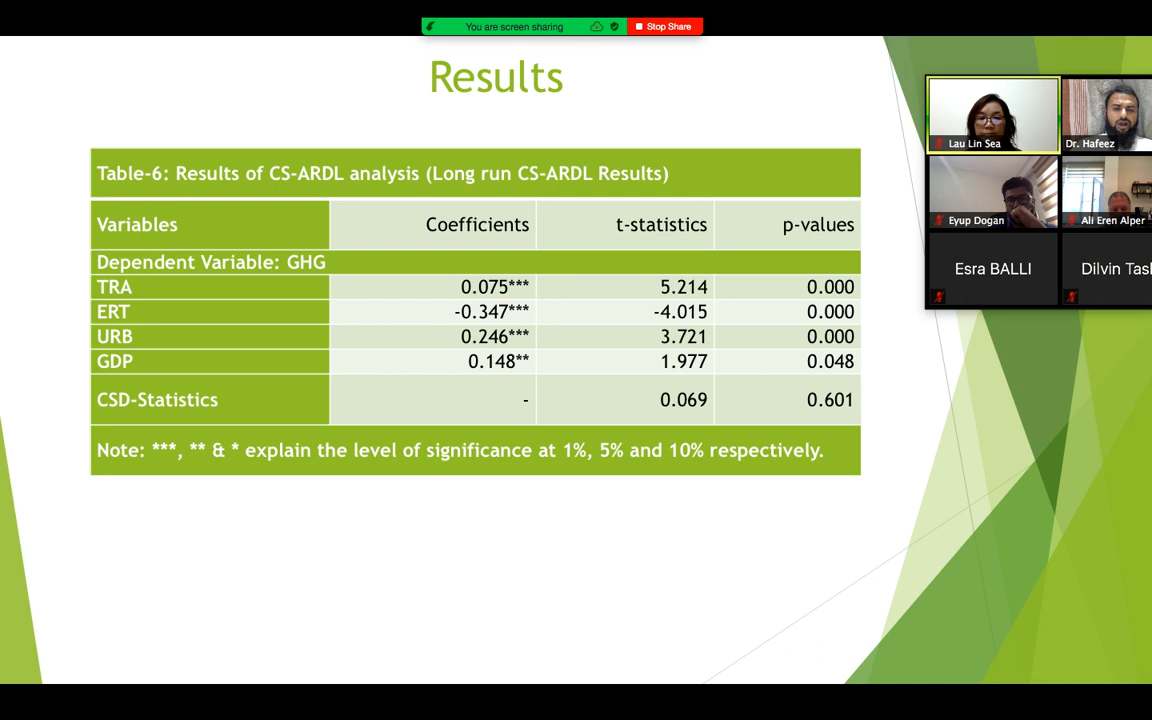 You are screen sharing
Stop Share
Results
Table-6: Results of CS-ARDL analysis (Long run CS-ARDL Results)
Variables Coefficients t-statistics p-values
Dependent Variable: GHG
TRA 0.075*** 5.214 0.000
ERT -0.347*** -4.015 0.000
URB 0.246*** 3.721 0.000
GDP 0.148** 1.977 0.048
CSD-Statistics - 0.069 0.601
Note: ***, ** & * explain the level of significance at 1%, 5% and 10% respectively.
Lau Lin Sea
Dr. Hafeez
Eyup Dogan
Ali Eren Alper
Esra BALLI
Dilvin